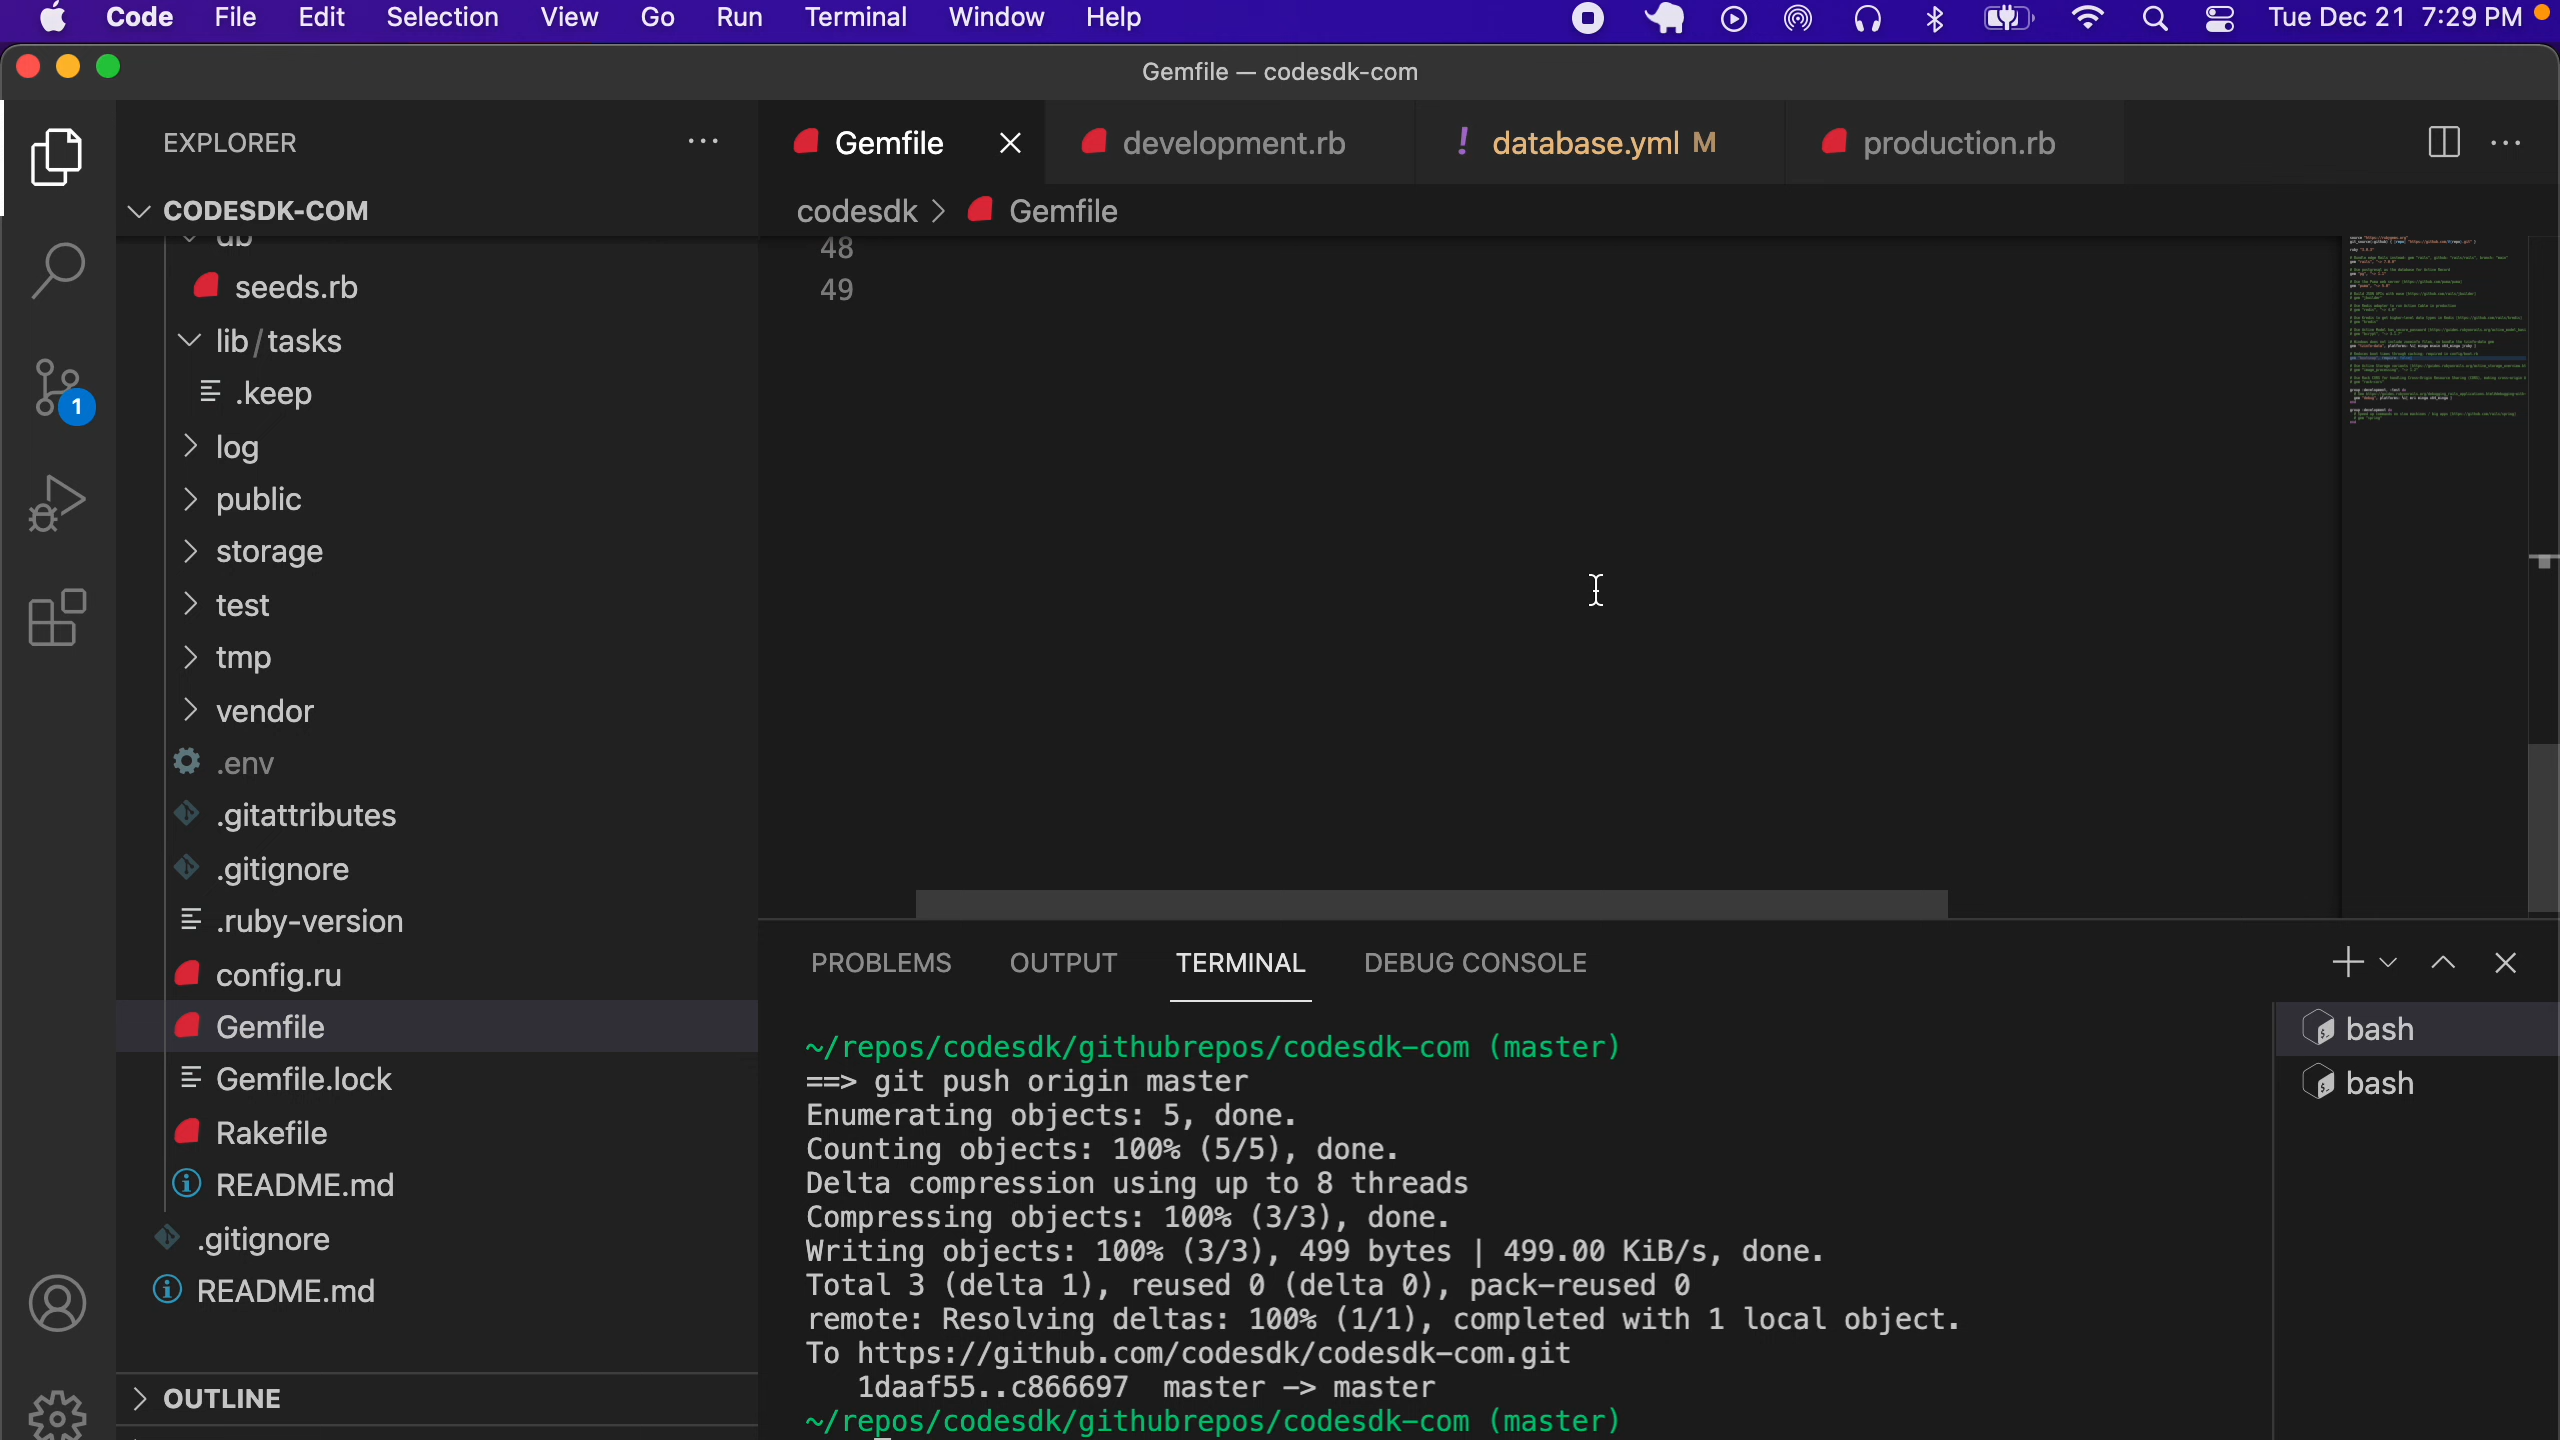 Code File Edit Selection View Go Run Terminal Window Help Tue Dec 21 7:29 PM
Gemfile — codesdk-com
EXPLORER
Gemfile
development.rb
database.yml M
production.rb
CODESDK-COM
codesdk > Gemfile
db
seeds.rb
lib/tasks
.keep
log
public
storage
test
tmp
vendor
.env
.gitattributes
.gitignore
.ruby-version
config.ru
Gemfile
Gemfile.lock
Rakefile
README.md
.gitignore
README.md
OUTLINE
1
48
49
PROBLEMS OUTPUT TERMINAL DEBUG CONSOLE
~/repos/codesdk/githubrepos/codesdk-com (master)
==> git push origin master
Enumerating objects: 5, done.
Counting objects: 100% (5/5), done.
Delta compression using up to 8 threads
Compressing objects: 100% (3/3), done.
Writing objects: 100% (3/3), 499 bytes | 499.00 KiB/s, done.
Total 3 (delta 1), reused 0 (delta 0), pack-reused 0
remote: Resolving deltas: 100% (1/1), completed with 1 local object.
To https://github.com/codesdk/codesdk-com.git
1daaf55..c866697 master -> master
~/repos/codesdk/githubrepos/codesdk-com (master)
bash
bash